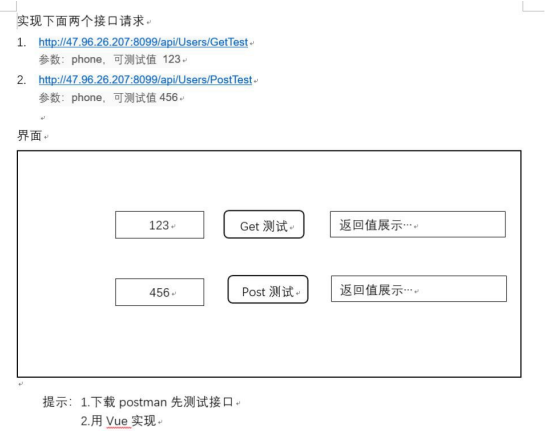 实现下面两个接口请求
1. http://47.96.26.207:8099/api/Users/GetTest
参数：phone，可测试值 123
2. http://47.96.26.207:8099/api/Users/PostTest
参数：phone，可测试值 456
界面
123 Get 测试 返回值展示…
456 Post 测试 返回值展示…
提示：1.下载 postman 先测试接口
2.用 Vue 实现